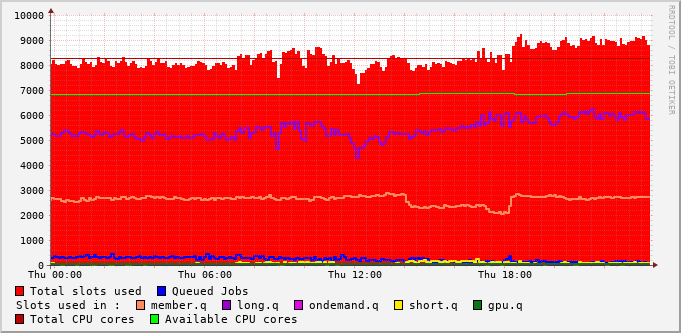 RRDTOOL / TOBI OETIKER
10000
9000
8000
7000
6000
5000
4000
3000
2000
1000
0
Thu 00:00 Thu 06:00 Thu 12:00 Thu 18:00
Total slots used Queued Jobs
Slots used in : member.q long.q ondemand.q short.q gpu.q
Total CPU cores Available CPU cores